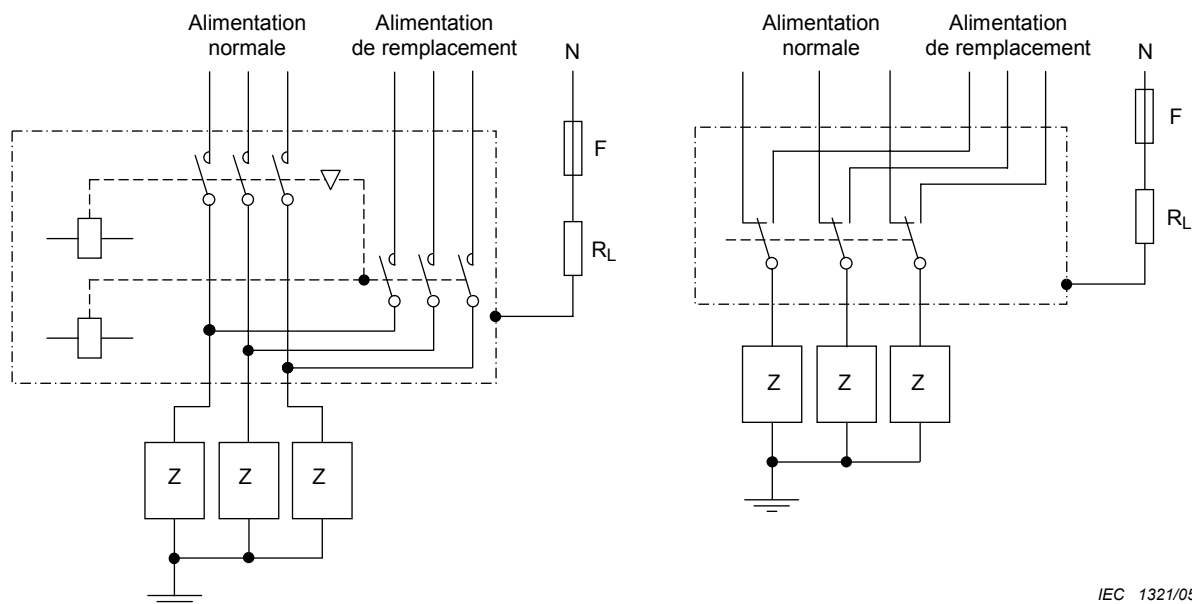 Alimentation
normale
Alimentation
de remplacement
N
F
RL
Z
Z
Z
Alimentation
normale
Alimentation
de remplacement
N
F
RL
Z
Z
Z
IEC 1321/05